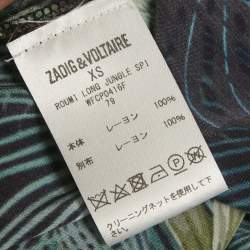 ZADIG&VOLTAIRE
XS
ROUMI LONG JUNGLE SPI
WFCP0416F
79
本体 レーヨン 100%
別布 レーヨン 100%
クリーニングネットを使用して下
さい